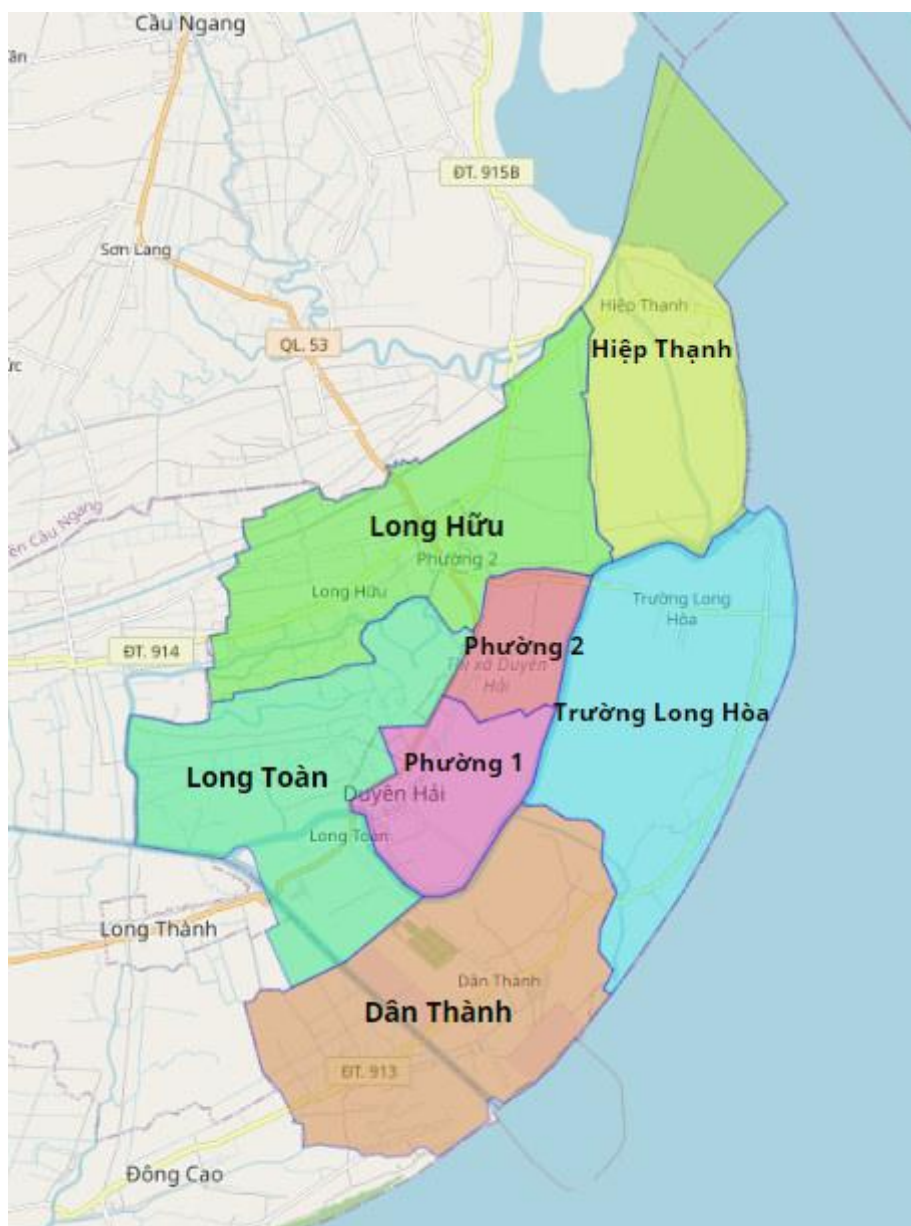 Cầu Ngang
ĐT. 915B
Sơn Lang
Hiệp Thạnh
QL. 53
Hiệp Thạnh
ức
Long Hữu
Phường 2
Long Hữu
Trường Long
Hòa
ĐT. 914
Phường 2
Thị xã Duyên
Hải
Trường Long Hòa
Phường 1
Long Toàn
Duyên Hải
Long Toàn
Long Thành
Dân Thành
Dân Thành
ĐT. 913
Đông Cao